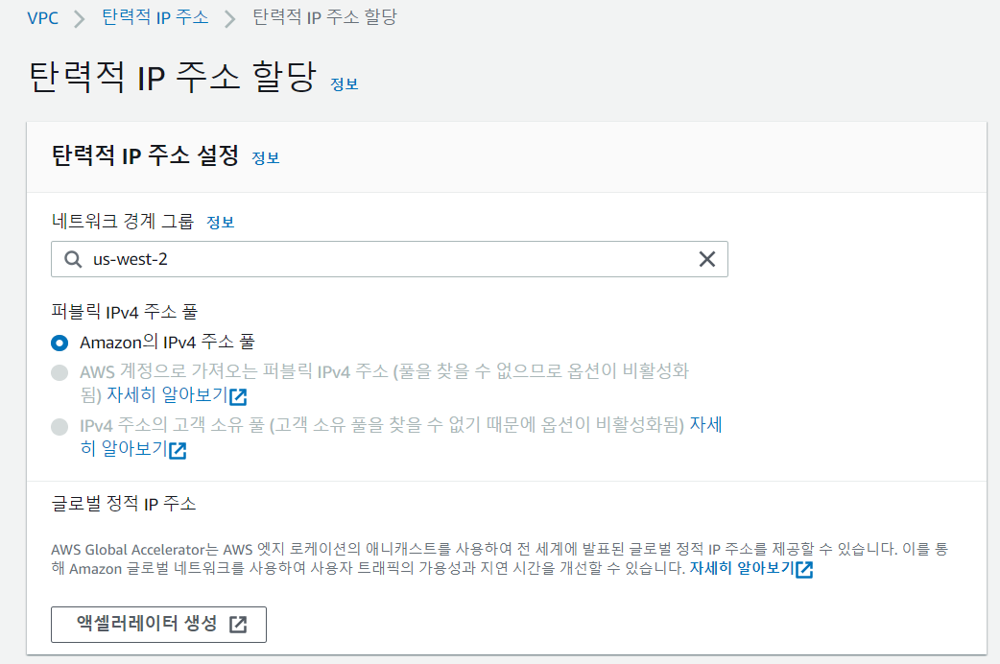 VPC > 탄력적 IP 주소 > 탄력적 IP 주소 할당
탄력적 IP 주소 할당 정보
탄력적 IP 주소 설정 정보
네트워크 경계 그룹 정보
us-west-2
퍼블릭 IPv4 주소 풀
Amazon의 IPv4 주소 풀
AWS 계정으로 가져오는 퍼블릭 IPv4 주소 (풀을 찾을 수 없으므로 옵션이 비활성화
됨) 자세히 알아보기
IPv4 주소의 고객 소유 풀 (고객 소유 풀을 찾을 수 없기 때문에 옵션이 비활성화됨) 자세
히 알아보기
글로벌 정적 IP 주소
AWS Global Accelerator는 AWS 엣지 로케이션의 애니캐스트를 사용하여 전 세계에 발표된 글로벌 정적 IP 주소를 제공할 수 있습니다. 이를 통
해 Amazon 글로벌 네트워크를 사용하여 사용자 트래픽의 가용성과 지연 시간을 개선할 수 있습니다. 자세히 알아보기
액셀러레이터 생성